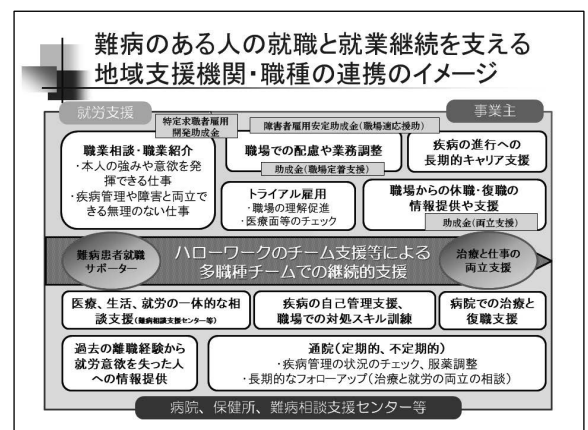 難病のある人の就職と就業継続を支える
地域支援機関・職種の連携のイメージ
就労支援
事業主
特定求職者雇用
開発助成金
障害者雇用安定助成金(職場適応援助)
職業相談・職業紹介
・本人の強みや意欲を発
揮できる仕事
・疾病管理や障害と両立で
きる無理のない仕事
職場での配慮や業務調整
助成金(職場定着支援)
疾病の進行への
長期的キャリア支援
トライアル雇用
・職場の理解促進
・医療面等のチェック
職場からの休職・復職の
情報提供や支援
助成金(両立支援)
難病患者就職
サポーター
ハローワークのチーム支援等による
多職種チームでの継続的支援
治療と仕事の
両立支援
医療、生活、就労の一体的な相
談支援(難病相談支援センター等)
疾病の自己管理支援、
職場での対処スキル訓練
病院での治療と
復職支援
過去の離職経験から
就労意欲を失った人
への情報提供
通院(定期的、不定期的)
・疾病管理の状況のチェック、服薬調整
・長期的なフォローアップ(治療と就労の両立の相談)
病院、保健所、難病相談支援センター等